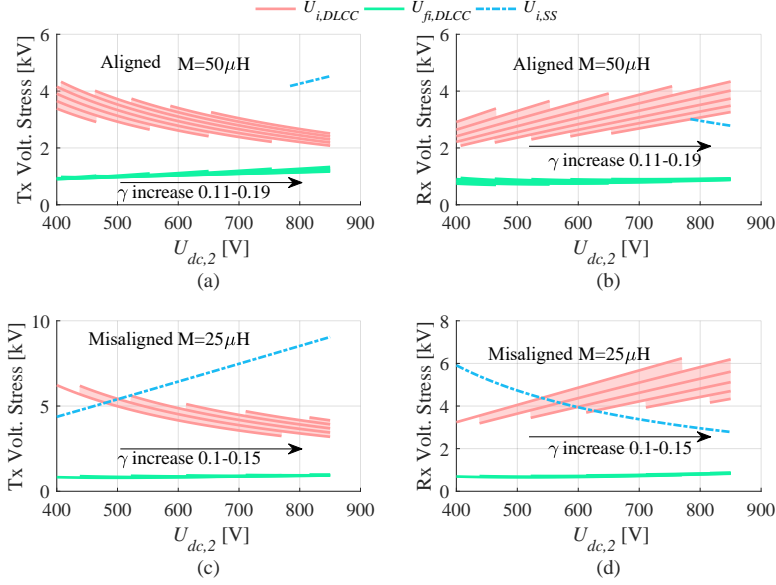 U_{i,DLCC} U_{fi,DLCC} U_{i,SS}
Tx Volt. Stress [kV]
6
4
2
0
Aligned M=50μH
γ increase 0.11-0.19
400 500 600 700 800 900
U_{dc,2} [V]
(a)
Rx Volt. Stress [kV]
6
4
2
0
Aligned M=50μH
γ increase 0.11-0.19
400 500 600 700 800 900
U_{dc,2} [V]
(b)
Tx Volt. Stress [kV]
10
5
0
Misaligned M=25μH
γ increase 0.1-0.15
400 500 600 700 800 900
U_{dc,2} [V]
(c)
Rx Volt. Stress [kV]
8
6
4
2
0
Misaligned M=25μH
γ increase 0.1-0.15
400 500 600 700 800 900
U_{dc,2} [V]
(d)